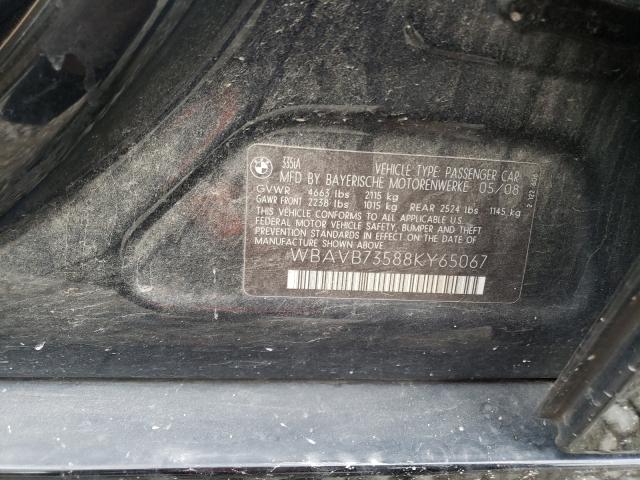 335iA
VEHICLE TYPE: PASSENGER CAR
MFD BY BAYERISCHE MOTORENWERKE 05/08
GVWR 4663 lbs 2115 kg
GAWR FRONT 2238 lbs 1015 kg REAR 2524 lbs 1145 kg
THIS VEHICLE CONFORMS TO ALL APPLICABLE U.S.
FEDERAL MOTOR VEHICLE SAFETY, BUMPER, AND THEFT
PREVENTION STANDARDS IN EFFECT ON THE DATE OF
MANUFACTURE SHOWN ABOVE.
WBAVB73588KY65067